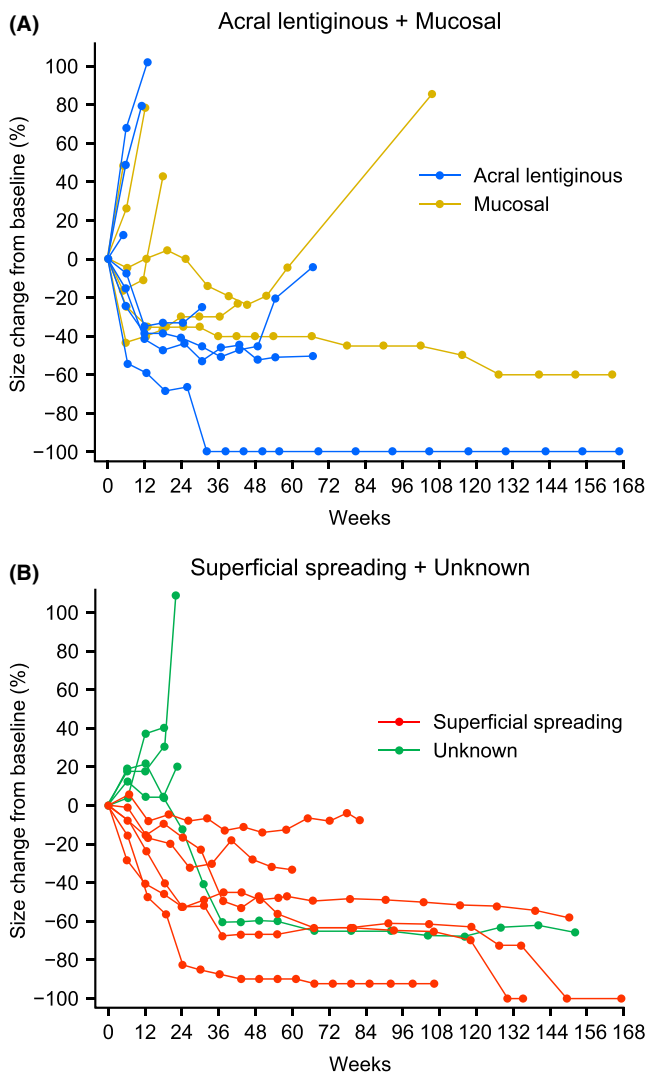 (A)
Acral lentiginous + Mucosal
Size change from baseline (%)
100
80
60
40
20
0
−20
−40
−60
−80
−100
Acral lentiginous
Mucosal
0 12 24 36 48 60 72 84 96 108 120 132 144 156 168
Weeks
(B)
Superficial spreading + Unknown
Size change from baseline (%)
100
80
60
40
20
0
−20
−40
−60
−80
−100
Superficial spreading
Unknown
0 12 24 36 48 60 72 84 96 108 120 132 144 156 168
Weeks